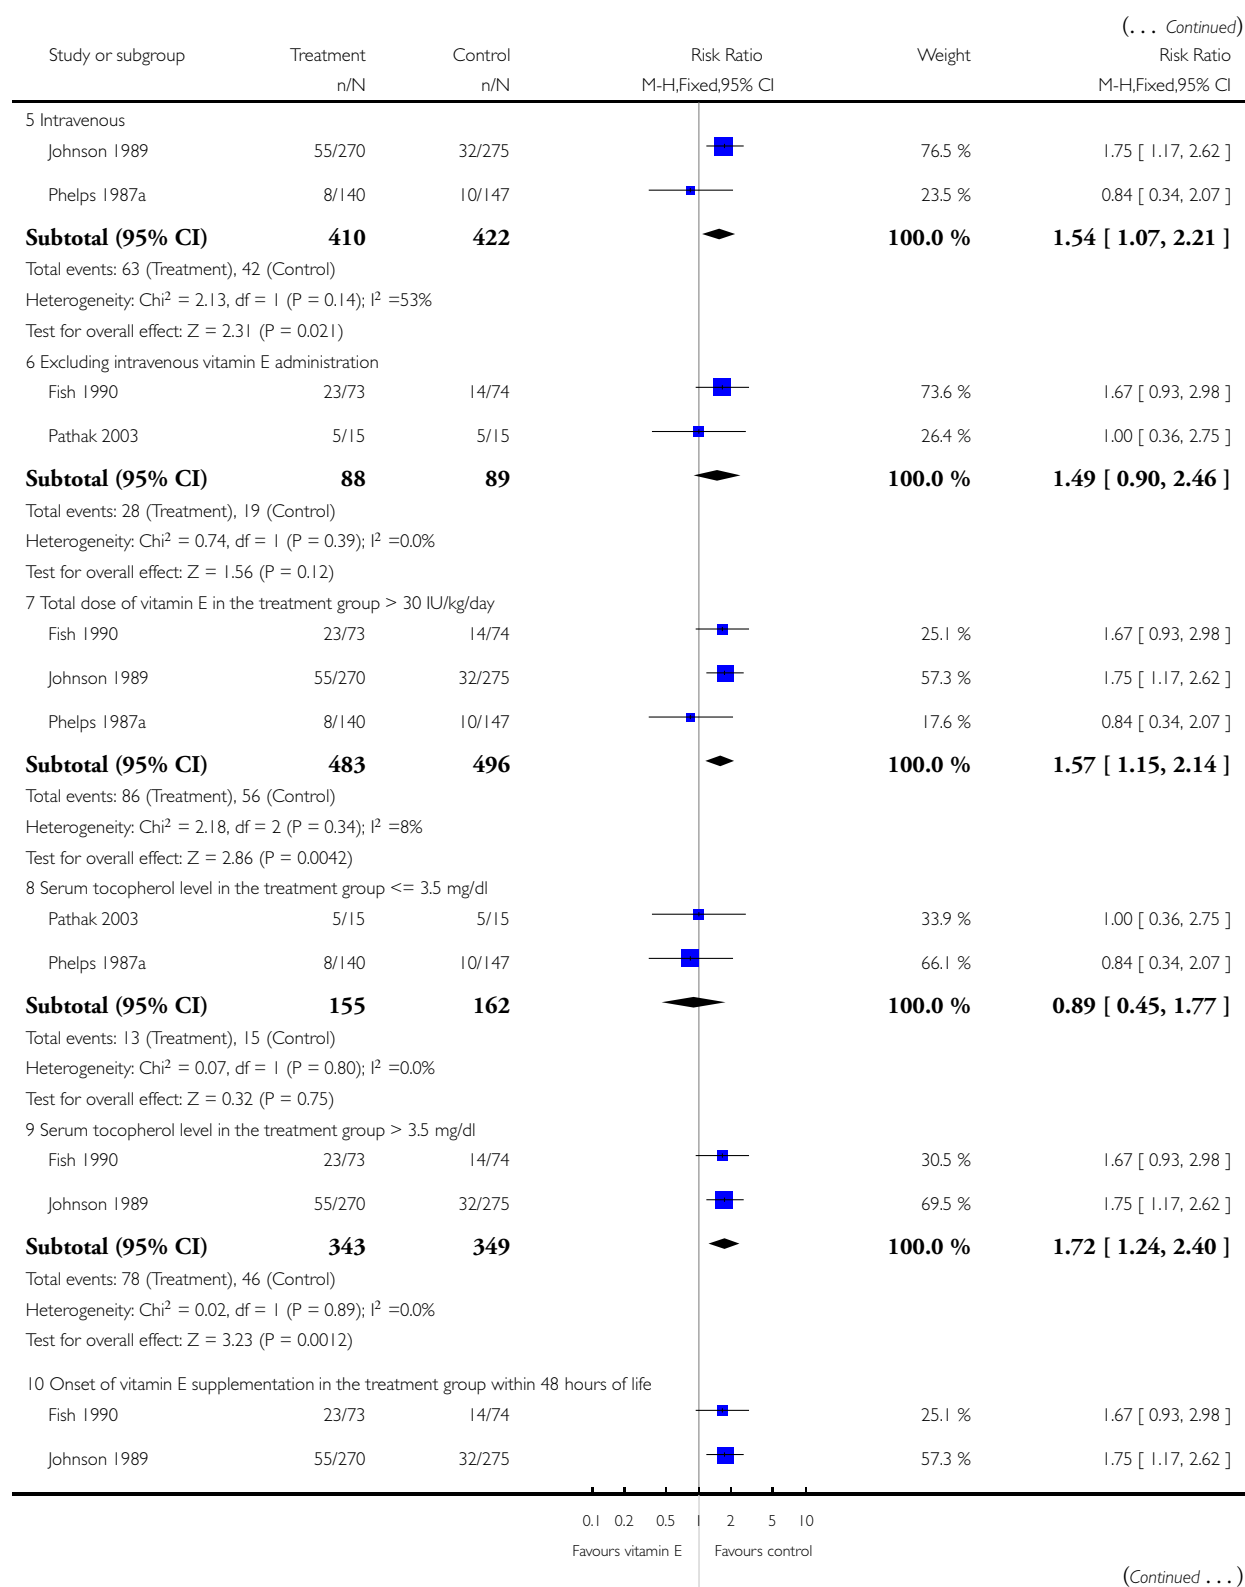 (... Continued)
Study or subgroup Treatment Control Risk Ratio Weight Risk Ratio
n/N n/N M-H,Fixed,95% CI M-H,Fixed,95% CI
5 Intravenous
Johnson 1989 55/270 32/275 76.5 % 1.75 [ 1.17, 2.62 ]
Phelps 1987a 8/140 10/147 23.5 % 0.84 [ 0.34, 2.07 ]
Subtotal (95% CI) 410 422 100.0 % 1.54 [ 1.07, 2.21 ]
Total events: 63 (Treatment), 42 (Control)
Heterogeneity: Chi² = 2.13, df = 1 (P = 0.14); I² =53%
Test for overall effect: Z = 2.31 (P = 0.021)
6 Excluding intravenous vitamin E administration
Fish 1990 23/73 14/74 73.6 % 1.67 [ 0.93, 2.98 ]
Pathak 2003 5/15 5/15 26.4 % 1.00 [ 0.36, 2.75 ]
Subtotal (95% CI) 88 89 100.0 % 1.49 [ 0.90, 2.46 ]
Total events: 28 (Treatment), 19 (Control)
Heterogeneity: Chi² = 0.74, df = 1 (P = 0.39); I² =0.0%
Test for overall effect: Z = 1.56 (P = 0.12)
7 Total dose of vitamin E in the treatment group > 30 IU/kg/day
Fish 1990 23/73 14/74 25.1 % 1.67 [ 0.93, 2.98 ]
Johnson 1989 55/270 32/275 57.3 % 1.75 [ 1.17, 2.62 ]
Phelps 1987a 8/140 10/147 17.6 % 0.84 [ 0.34, 2.07 ]
Subtotal (95% CI) 483 496 100.0 % 1.57 [ 1.15, 2.14 ]
Total events: 86 (Treatment), 56 (Control)
Heterogeneity: Chi² = 2.18, df = 2 (P = 0.34); I² =8%
Test for overall effect: Z = 2.86 (P = 0.0042)
8 Serum tocopherol level in the treatment group <= 3.5 mg/dl
Pathak 2003 5/15 5/15 33.9 % 1.00 [ 0.36, 2.75 ]
Phelps 1987a 8/140 10/147 66.1 % 0.84 [ 0.34, 2.07 ]
Subtotal (95% CI) 155 162 100.0 % 0.89 [ 0.45, 1.77 ]
Total events: 13 (Treatment), 15 (Control)
Heterogeneity: Chi² = 0.07, df = 1 (P = 0.80); I² =0.0%
Test for overall effect: Z = 0.32 (P = 0.75)
9 Serum tocopherol level in the treatment group > 3.5 mg/dl
Fish 1990 23/73 14/74 30.5 % 1.67 [ 0.93, 2.98 ]
Johnson 1989 55/270 32/275 69.5 % 1.75 [ 1.17, 2.62 ]
Subtotal (95% CI) 343 349 100.0 % 1.72 [ 1.24, 2.40 ]
Total events: 78 (Treatment), 46 (Control)
Heterogeneity: Chi² = 0.02, df = 1 (P = 0.89); I² =0.0%
Test for overall effect: Z = 3.23 (P = 0.0012)
10 Onset of vitamin E supplementation in the treatment group within 48 hours of life
Fish 1990 23/73 14/74 25.1 % 1.67 [ 0.93, 2.98 ]
Johnson 1989 55/270 32/275 57.3 % 1.75 [ 1.17, 2.62 ]
0.1 0.2 0.5 1 2 5 10
Favours vitamin E Favours control
(Continued ...)